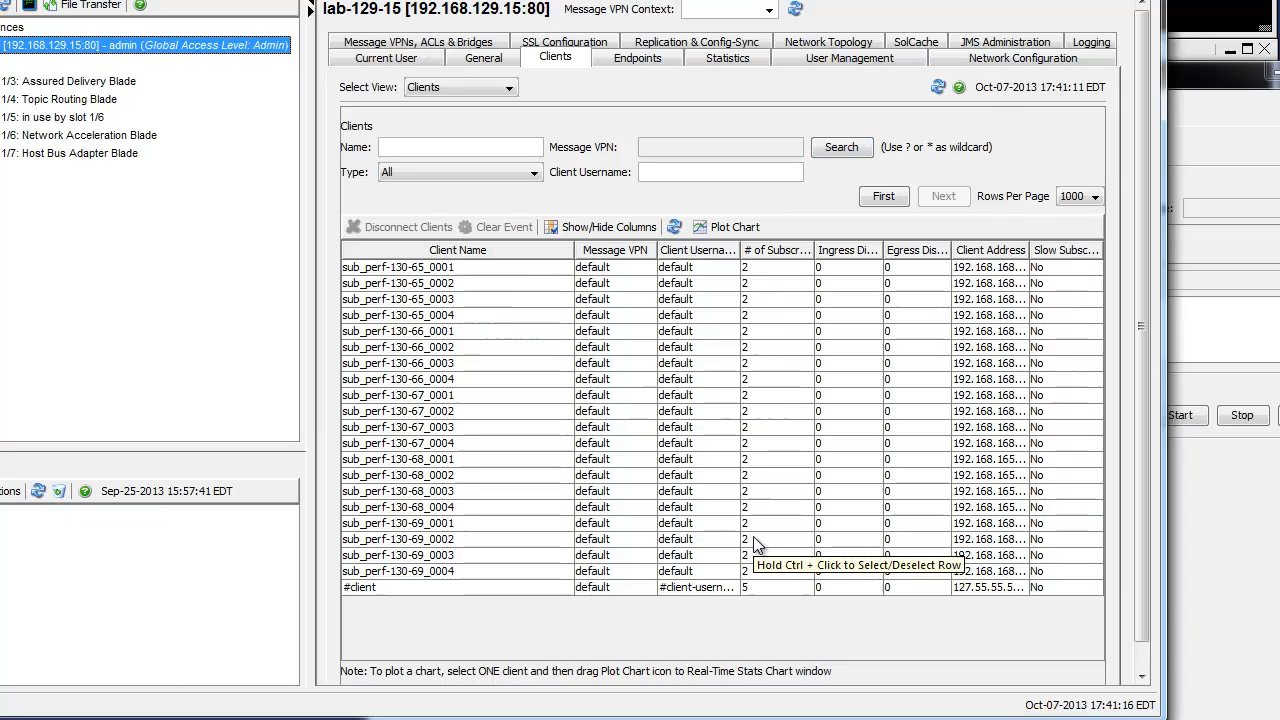 File Transfer
lab-129-15 [192.168.129.15:80]
Message VPN Context:
nces
[192.168.129.15:80] - admin (Global Access Level: Admin)
1/3: Assured Delivery Blade
1/4: Topic Routing Blade
1/5: in use by slot 1/6
1/6: Network Acceleration Blade
1/7: Host Bus Adapter Blade
Message VPNs, ACLs & Bridges SSL Configuration Replication & Config-Sync Network Topology SolCache JMS Administration Logging
Current User General Clients Endpoints Statistics User Management Network Configuration
Select View: Clients Oct-07-2013 17:41:11 EDT
Clients
Name: Message VPN: Search (Use ? or * as wildcard)
Type: All Client Username:
First Next Rows Per Page 1000
Disconnect Clients Clear Event Show/Hide Columns Plot Chart
Client Name Message VPN Client Userna... # of Subscr... Ingress Di... Egress Dis... Client Address Slow Subsc...
sub_perf-130-65_0001 default default 2 0 0 192.168.168... No
sub_perf-130-65_0002 default default 2 0 0 192.168.168... No
sub_perf-130-65_0003 default default 2 0 0 192.168.168... No
sub_perf-130-65_0004 default default 2 0 0 192.168.168... No
sub_perf-130-66_0001 default default 2 0 0 192.168.168... No
sub_perf-130-66_0002 default default 2 0 0 192.168.168... No
sub_perf-130-66_0003 default default 2 0 0 192.168.168... No
sub_perf-130-66_0004 default default 2 0 0 192.168.168... No
sub_perf-130-67_0001 default default 2 0 0 192.168.168... No
sub_perf-130-67_0002 default default 2 0 0 192.168.168... No
sub_perf-130-67_0003 default default 2 0 0 192.168.168... No
sub_perf-130-67_0004 default default 2 0 0 192.168.168... No
sub_perf-130-68_0001 default default 2 0 0 192.168.165... No
sub_perf-130-68_0002 default default 2 0 0 192.168.165... No
sub_perf-130-68_0003 default default 2 0 0 192.168.165... No
sub_perf-130-68_0004 default default 2 0 0 192.168.165... No
sub_perf-130-69_0001 default default 2 0 0 192.168.168... No
sub_perf-130-69_0002 default default 2 0 0 192.168.168... No
sub_perf-130-69_0003 default default 2 0 0 192.168.168... No
Hold Ctrl + Click to Select/Deselect Row
sub_perf-130-69_0004 default default 2 0 0 192.168.168... No
#client default #client-usern... 5 0 0 127.55.55.5... No
Note: To plot a chart, select ONE client and then drag Plot Chart icon to Real-Time Stats Chart window
tions Sep-25-2013 15:57:41 EDT
Start Stop
Oct-07-2013 17:41:16 EDT